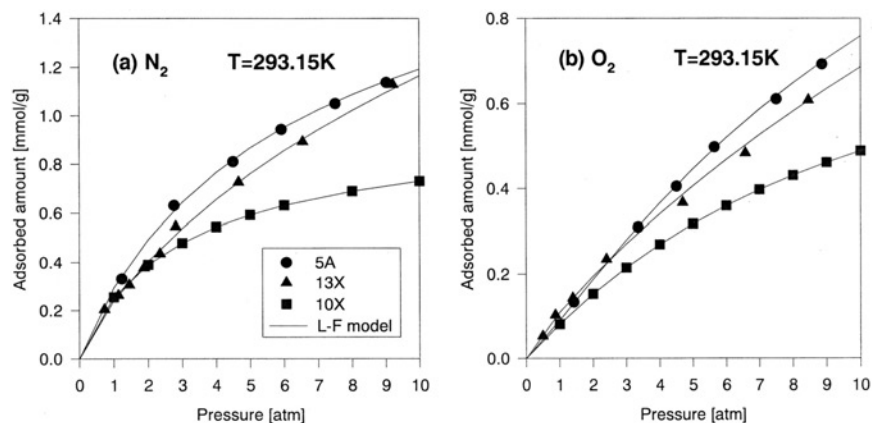 (a) N2 T=293.15K
Adsorbed amount [mmol/g]
1.4
1.2
1.0
0.8
0.6
0.4
0.2
0.0
5A
13X
10X
L-F model
0 1 2 3 4 5 6 7 8 9 10
Pressure [atm]
(b) O2 T=293.15K
Adsorbed amount [mmol/g]
0.8
0.6
0.4
0.2
0.0
0 1 2 3 4 5 6 7 8 9 10
Pressure [atm]